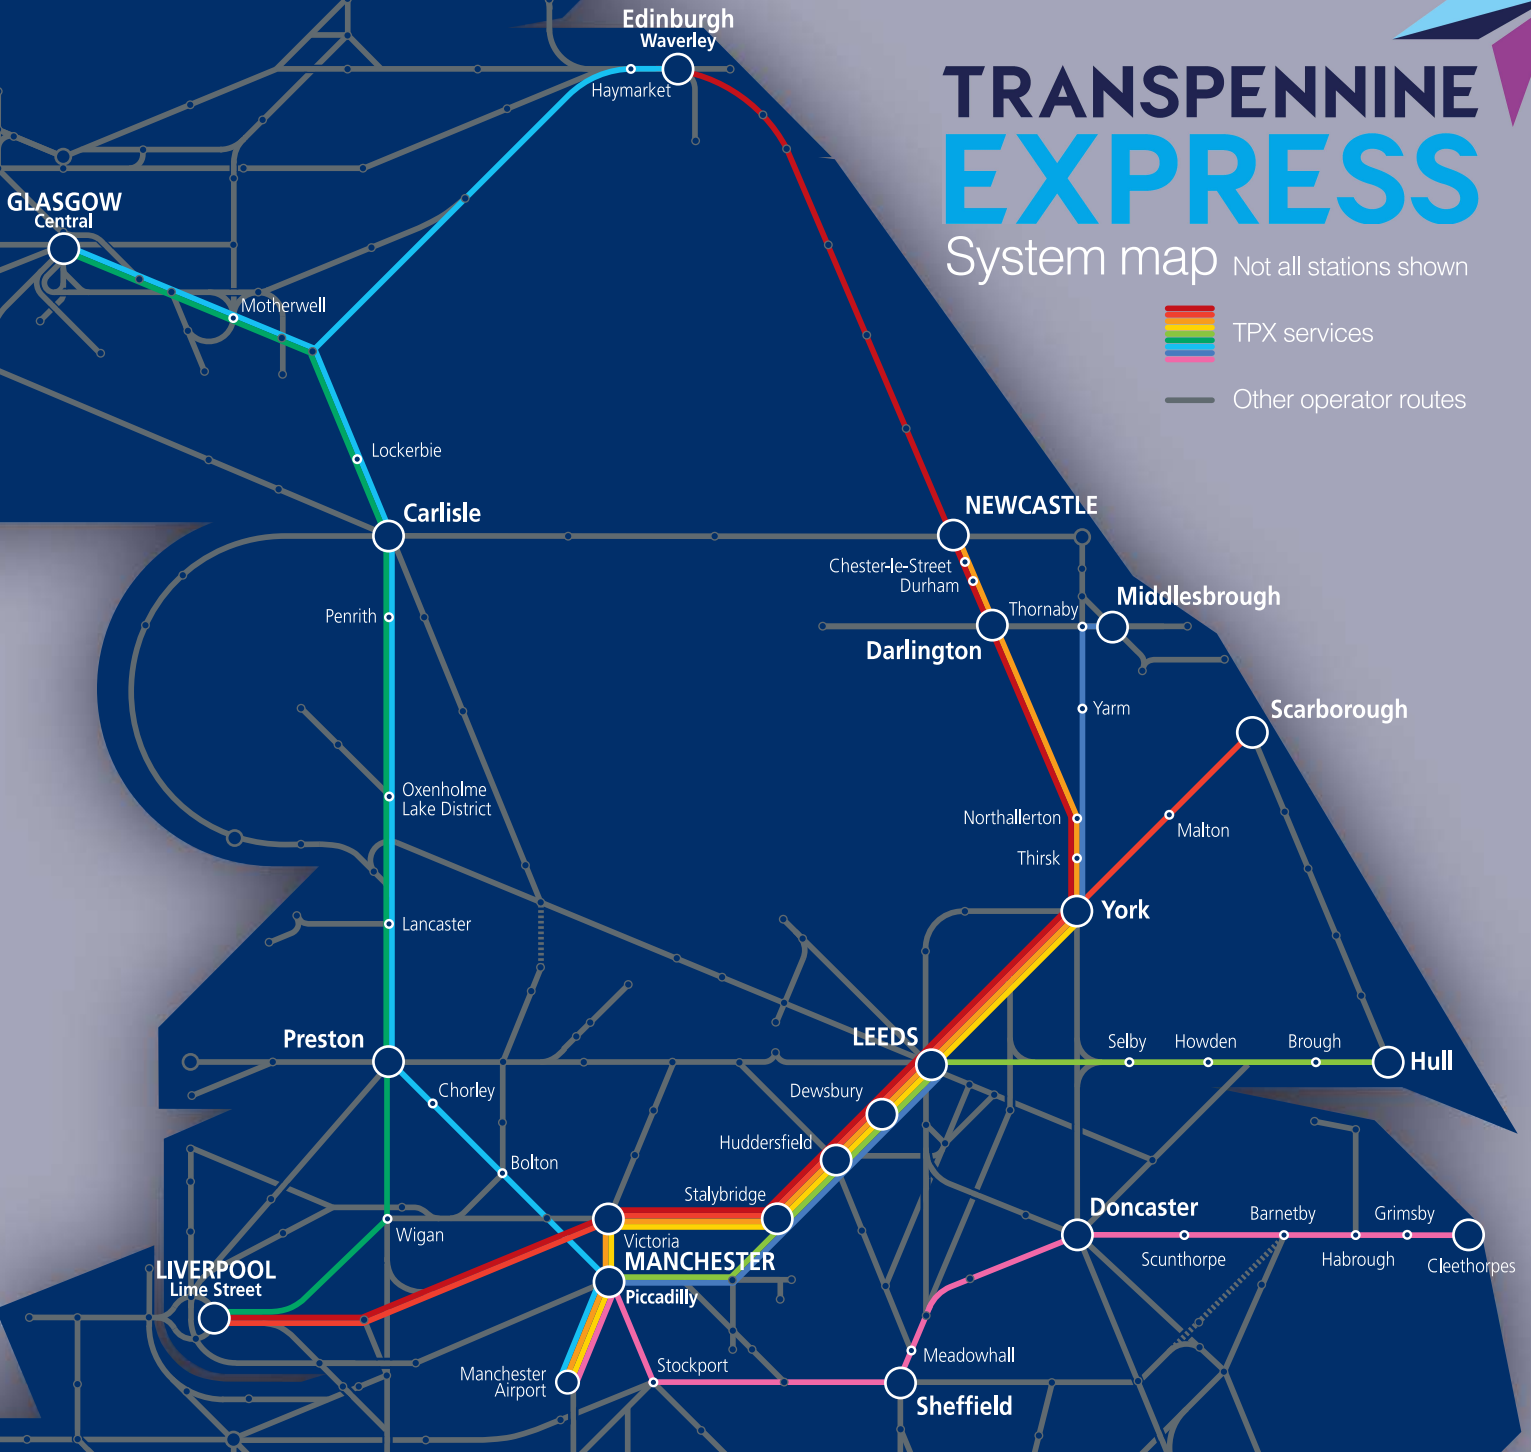 Edinburgh
Waverley
Haymarket
TRANSPENNINE
EXPRESS
System map
Not all stations shown
TPX services
Other operator routes
GLASGOW
Central
Motherwell
Lockerbie
Carlisle
NEWCASTLE
Chester-le-Street
Durham
Thornaby
Middlesbrough
Penrith
Darlington
Yarm
Scarborough
Oxenholme
Lake District
Northallerton
Malton
Thirsk
York
Lancaster
Preston
LEEDS
Selby
Howden
Brough
Hull
Chorley
Dewsbury
Huddersfield
Bolton
Stalybridge
Doncaster
Barnetby
Grimsby
Wigan
Victoria
MANCHESTER
Piccadilly
Scunthorpe
Habrough
Cleethorpes
LIVERPOOL
Lime Street
Stockport
Meadowhall
Manchester
Airport
Sheffield